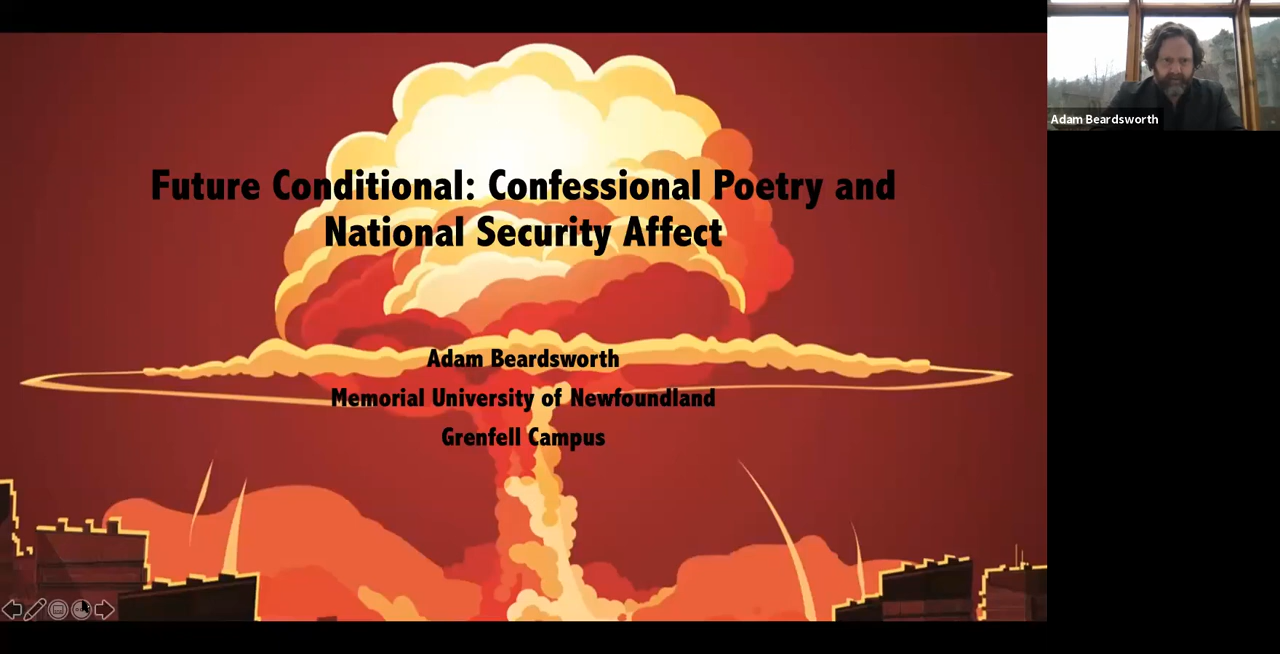 Future Conditional: Confessional Poetry and
National Security Affect
Adam Beardsworth
Memorial University of Newfoundland
Grenfell Campus
Adam Beardsworth